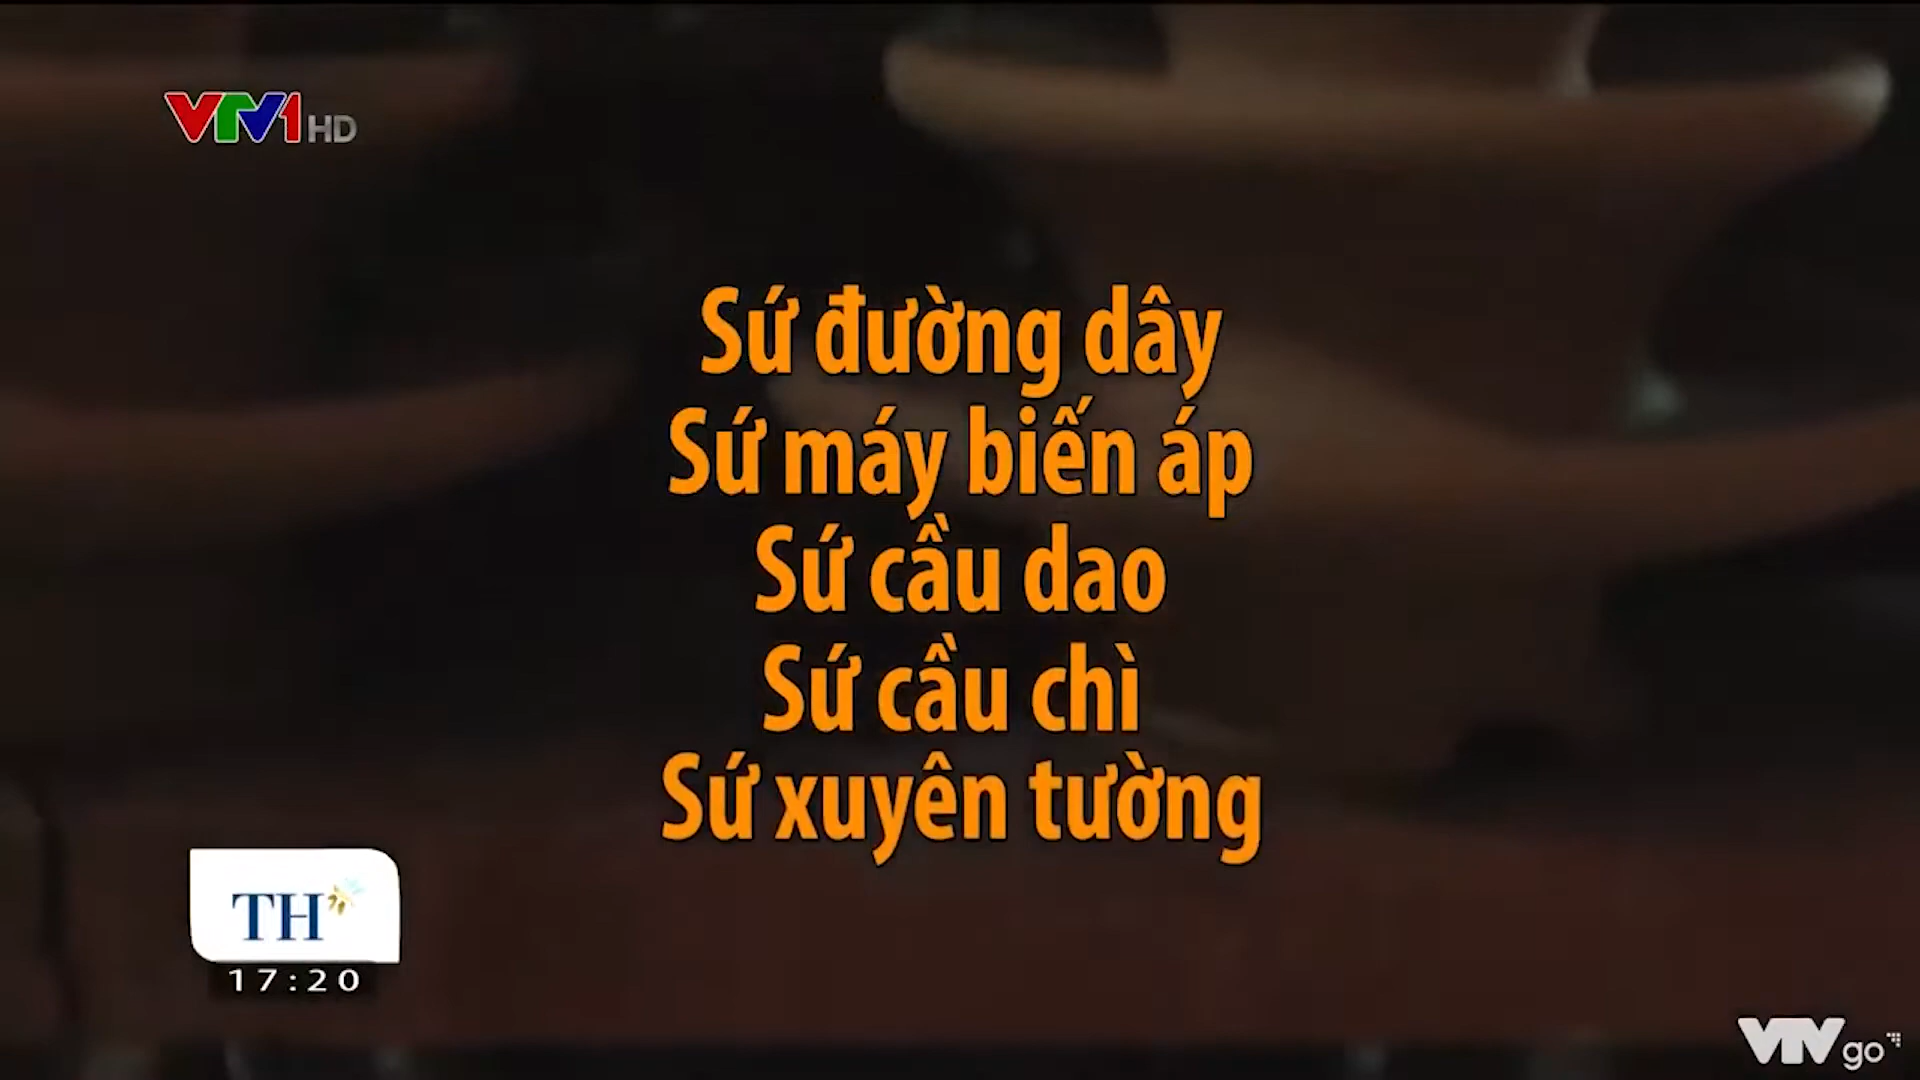 VTV1 HD
Sứ đường dây
Sứ máy biến áp
Sứ cầu dao
Sứ cầu chì
Sứ xuyên tường
TH
17:20
VTV go